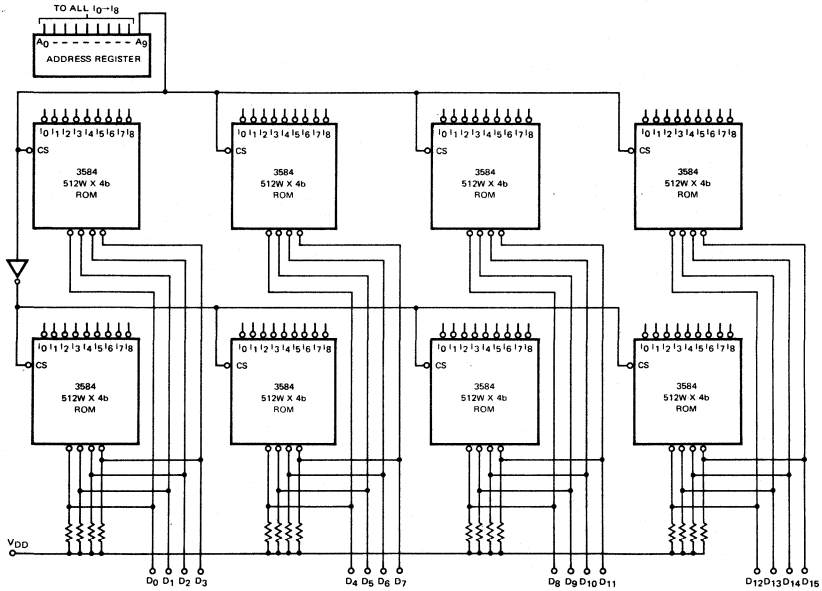 TO ALL I0→I8
A0 - - - - - - - - - - A9
ADDRESS REGISTER
I0 I1 I2 I3 I4 I5 I6 I7 I8
CS
3584
512W X 4b
ROM
I0 I1 I2 I3 I4 I5 I6 I7 I8
CS
3584
512W X 4b
ROM
I0 I1 I2 I3 I4 I5 I6 I7 I8
CS
3584
512W X 4b
ROM
I0 I1 I2 I3 I4 I5 I6 I7 I8
CS
3584
512W X 4b
ROM
I0 I1 I2 I3 I4 I5 I6 I7 I8
CS
3584
512W X 4b
ROM
I0 I1 I2 I3 I4 I5 I6 I7 I8
CS
3584
512W X 4b
ROM
I0 I1 I2 I3 I4 I5 I6 I7 I8
CS
3584
512W X 4b
ROM
I0 I1 I2 I3 I4 I5 I6 I7 I8
CS
3584
512W X 4b
ROM
VDD
D0 D1 D2 D3 D4 D5 D6 D7 D8 D9 D10 D11 D12 D13 D14 D15